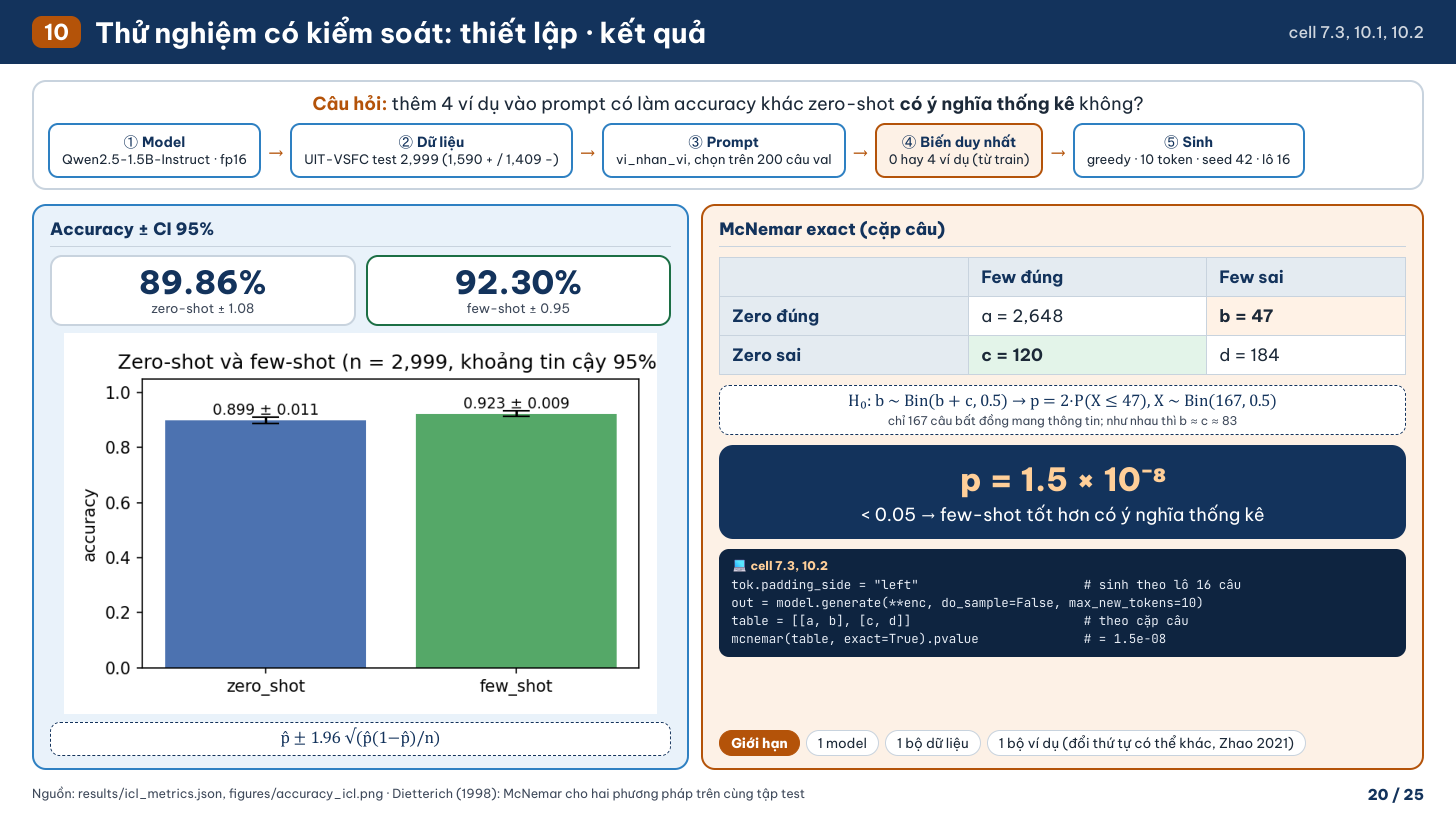 10 Thử nghiệm có kiểm soát: thiết lập · kết quả
cell 7.3, 10.1, 10.2
Câu hỏi: thêm 4 ví dụ vào prompt có làm accuracy khác zero-shot có ý nghĩa thống kê không?
① Model
Qwen2.5-1.5B-Instruct · fp16
→
② Dữ liệu
UIT-VSFC test 2,999 (1,590 + / 1,409 −)
→
③ Prompt
vi_nhan_vi, chọn trên 200 câu val
→
④ Biến duy nhất
0 hay 4 ví dụ (từ train)
→
⑤ Sinh
greedy · 10 token · seed 42 · lô 16
Accuracy ± CI 95%
89.86%
zero-shot ± 1.08
92.30%
few-shot ± 0.95
Zero-shot và few-shot (n = 2,999, khoảng tin cậy 95%
1.0
0.8
0.6
0.4
0.2
0.0
accuracy
0.899 ± 0.011
0.923 ± 0.009
zero_shot
few_shot
p̂ ± 1.96 √(p̂(1−p̂)/n)
McNemar exact (cặp câu)
Few đúng Few sai
Zero đúng a = 2,648 b = 47
Zero sai c = 120 d = 184
H₀: b ~ Bin(b + c, 0.5) → p = 2·P(X ≤ 47), X ~ Bin(167, 0.5)
chỉ 167 câu bất đồng mang thông tin; như nhau thì b ≈ c ≈ 83
p = 1.5 × 10⁻⁸
< 0.05 → few-shot tốt hơn có ý nghĩa thống kê
💻 cell 7.3, 10.2
tok.padding_side = "left" # sinh theo lô 16 câu
out = model.generate(**enc, do_sample=False, max_new_tokens=10)
table = [[a, b], [c, d]] # theo cặp câu
mcnemar(table, exact=True).pvalue # = 1.5e-08
Giới hạn 1 model 1 bộ dữ liệu 1 bộ ví dụ (đổi thứ tự có thể khác, Zhao 2021)
Nguồn: results/icl_metrics.json, figures/accuracy_icl.png · Dietterich (1998): McNemar cho hai phương pháp trên cùng tập test
20 / 25